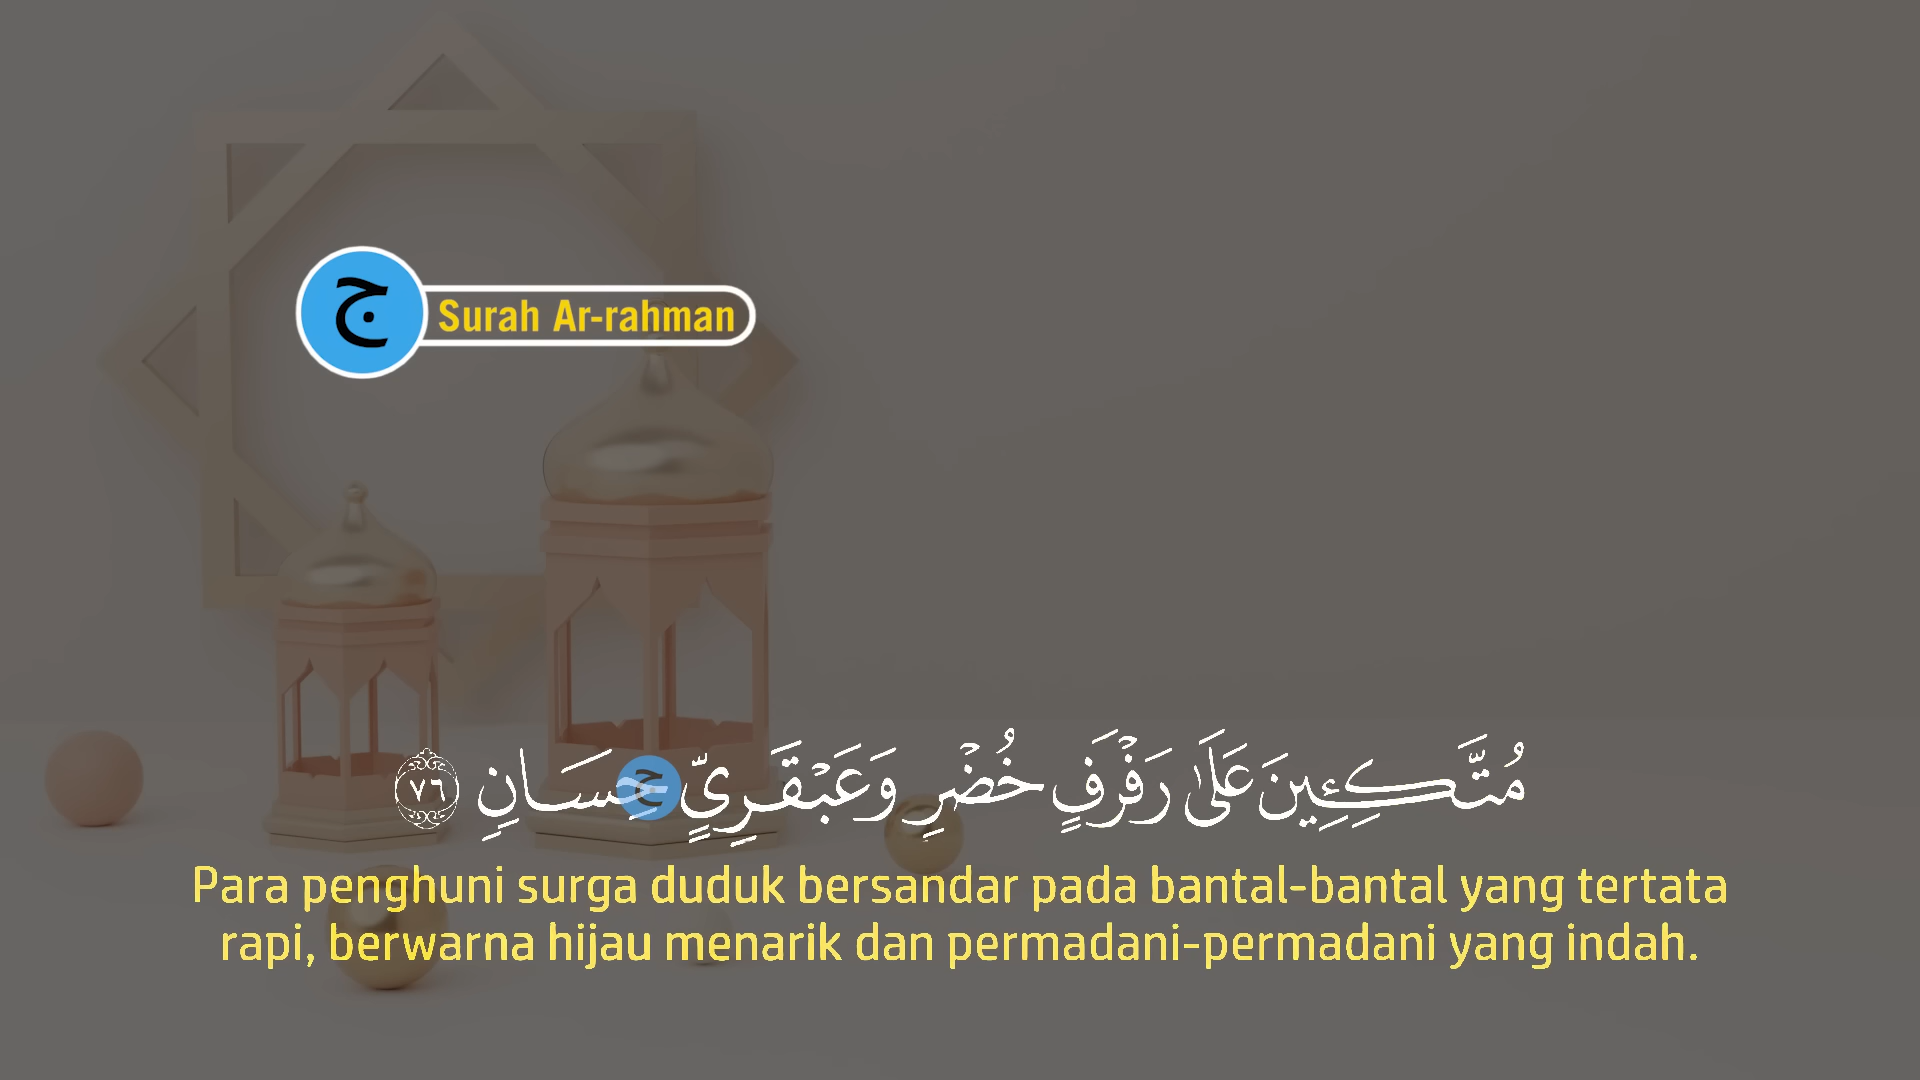 ج
Surah Ar-rahman
مُتَّكِـِٔينَ عَلَىٰ رَفْرَفٍ خُضْرٍ وَعَبْقَرِىٍّ حِسَانٍ ٧٦
ج
Para penghuni surga duduk bersandar pada bantal-bantal yang tertata
rapi, berwarna hijau menarik dan permadani-permadani yang indah.